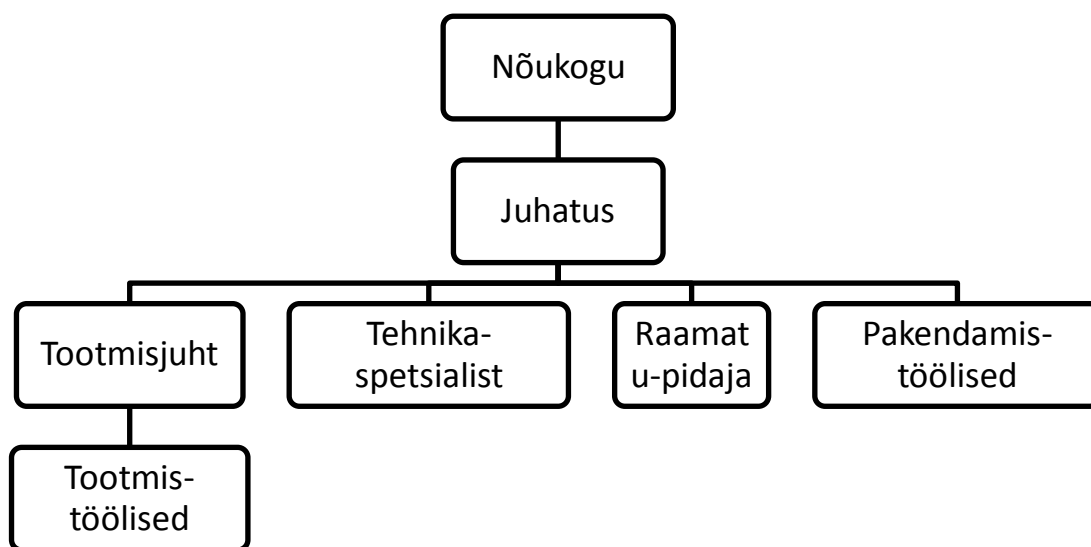 Nõukogu
Juhatus
Tootmisjuht
Tehnika-
spetsialist
Raamat
u-pidaja
Pakendamis-
töölised
Tootmis-
töölised